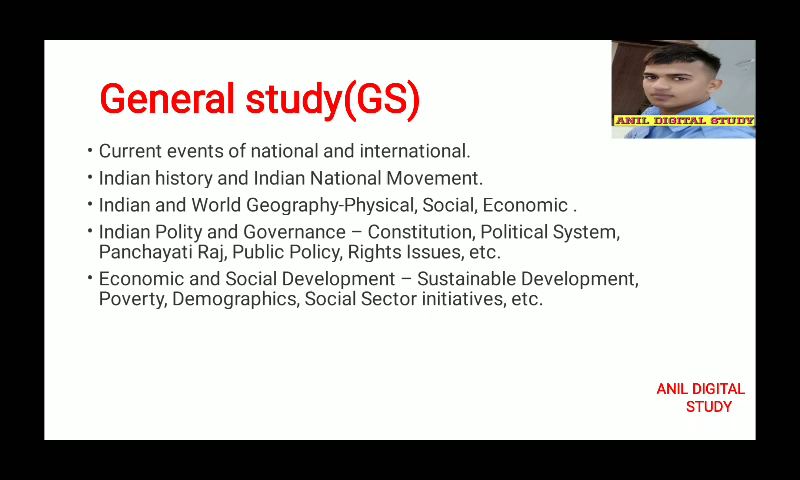 General study(GS)
ANIL DIGITAL STUDY
• Current events of national and international.
• Indian history and Indian National Movement.
• Indian and World Geography-Physical, Social, Economic .
• Indian Polity and Governance – Constitution, Political System,
Panchayati Raj, Public Policy, Rights Issues, etc.
• Economic and Social Development – Sustainable Development,
Poverty, Demographics, Social Sector initiatives, etc.
ANIL DIGITAL
STUDY